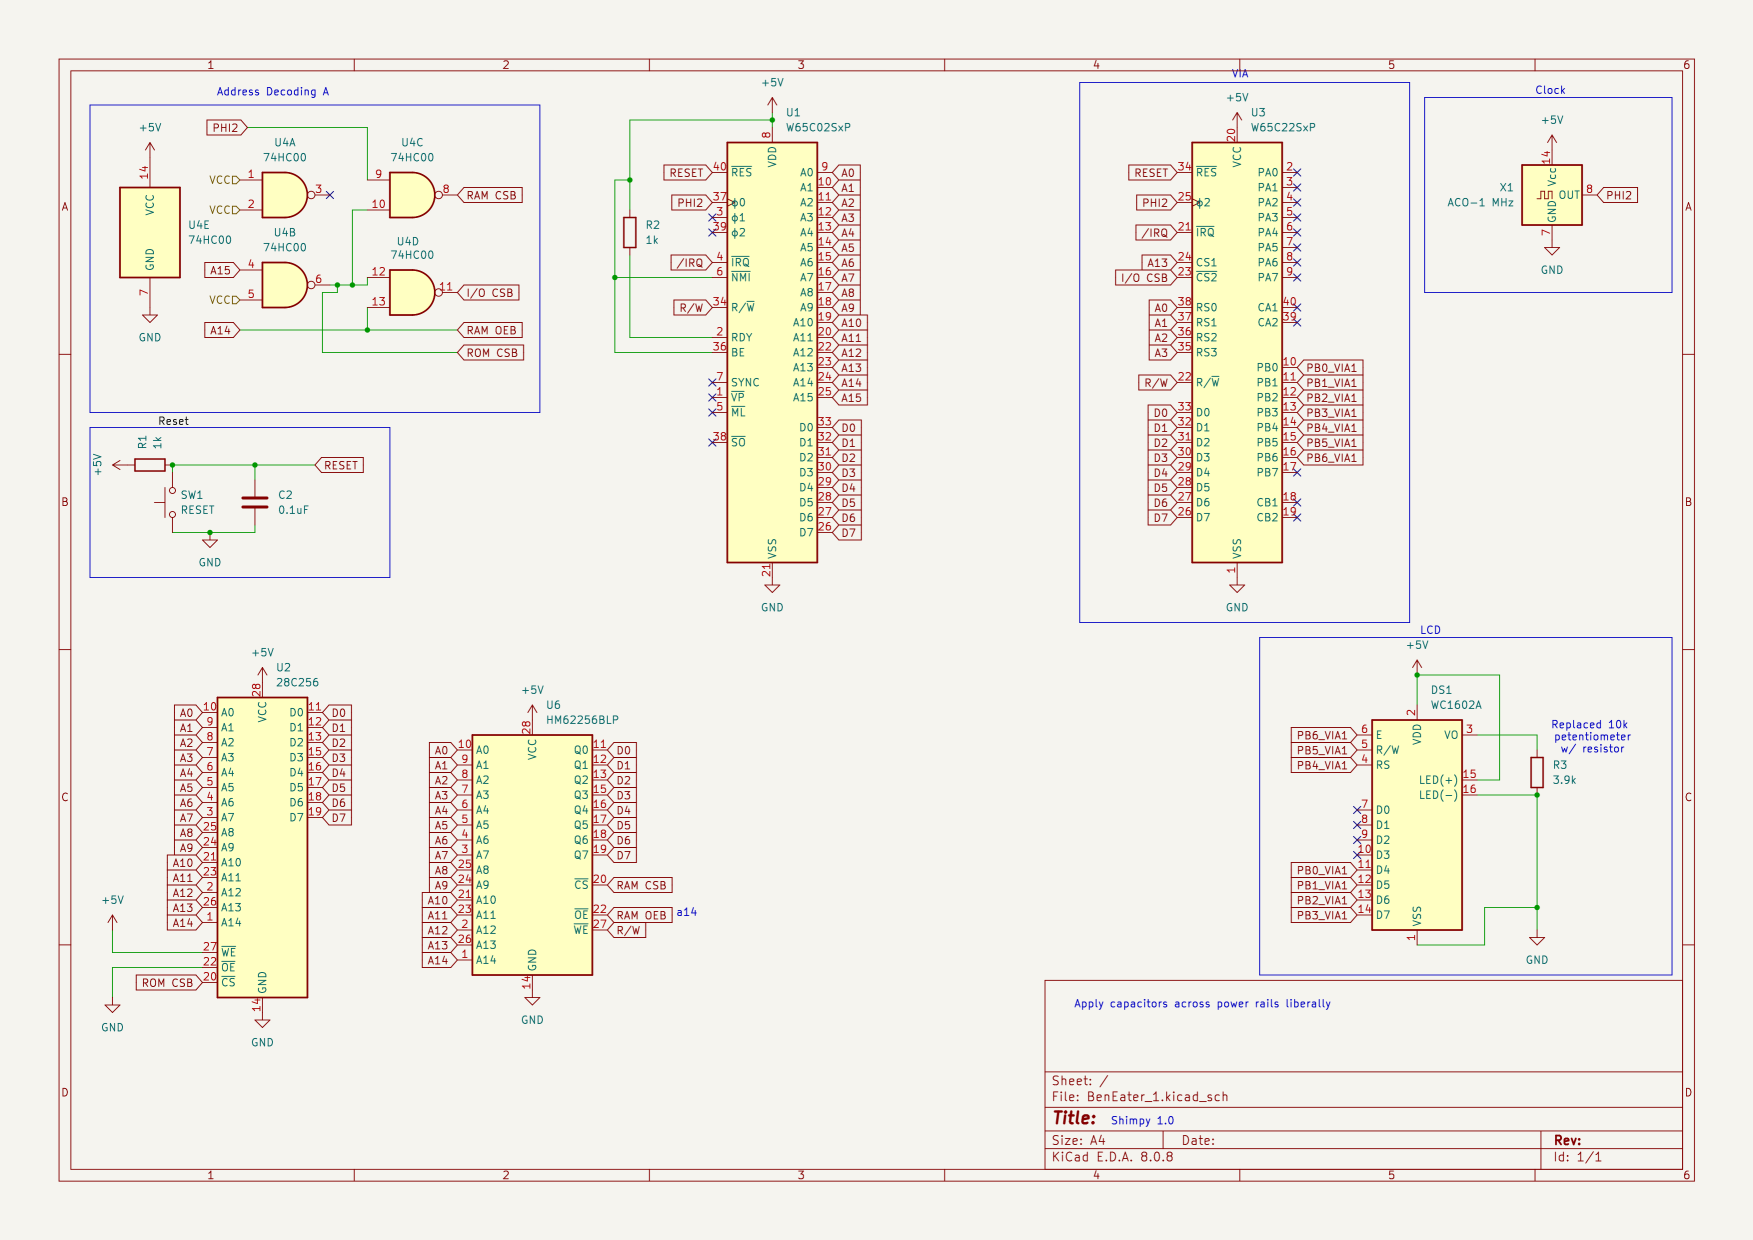 1 2 3 4 5 6
A
B
C
D
Address Decoding A
+5V
14
VCC
GND
7
GND
U4E
74HC00
PHI2
U4A
74HC00
VCC 1
VCC 2
3
U4C
74HC00
9
10
8 RAM CSB
U4B
74HC00
A15 4
VCC 5
6
U4D
74HC00
12
13
11 I/O CSB
A14
RAM OEB
ROM CSB
Reset
+5V
R1
1k
RESET
SW1
RESET
C2
0.1uF
GND
+5V
U1
W65C02SxP
8
VDD
R2
1k
RESET 40 RES
PHI2 37 ϕ0
3 ϕ1
39 ϕ2
/IRQ 4 IRQ
6 NMI
R/W 34 R/W
2 RDY
36 BE
7 SYNC
1 VP
5 ML
38 SO
A0 9 A0
A1 10 A1
A2 11 A2
A3 12 A3
A4 13 A4
A5 14 A5
A6 15 A6
A7 16 A7
A8 17 A8
A9 18 A9
A10 19 A10
A11 20 A11
A12 22 A12
A13 23 A13
A14 24 A14
A15 25 A15
D0 33 D0
D1 32 D1
D2 31 D2
D3 30 D3
D4 29 D4
D5 28 D5
D6 27 D6
D7 26 D7
VSS
21
GND
VIA
+5V
U3
W65C22SxP
20
VCC
RESET 34 RES
PHI2 25 ϕ2
/IRQ 21 IRQ
A13 24 CS1
I/O CSB 23 CS2
A0 38 RS0
A1 37 RS1
A2 36 RS2
A3 35 RS3
R/W 22 R/W
D0 33 D0
D1 32 D1
D2 31 D2
D3 30 D3
D4 29 D4
D5 28 D5
D6 27 D6
D7 26 D7
PA0 2
PA1 3
PA2 4
PA3 5
PA4 6
PA5 7
PA6 8
PA7 9
CA1 40
CA2 39
PB0 10 PB0_VIA1
PB1 11 PB1_VIA1
PB2 12 PB2_VIA1
PB3 13 PB3_VIA1
PB4 14 PB4_VIA1
PB5 15 PB5_VIA1
PB6 16 PB6_VIA1
PB7 17
CB1 18
CB2 19
VSS
1
GND
Clock
+5V
14
X1
ACO-1 MHz
Vcc
OUT 8 PHI2
GND
7
GND
+5V
U2
28C256
28
VCC
A0 10 A0
A1 9 A1
A2 8 A2
A3 7 A3
A4 6 A4
A5 5 A5
A6 4 A6
A7 3 A7
A8 25 A8
A9 24 A9
A10 21 A10
A11 23 A11
A12 2 A12
A13 26 A13
A14 1 A14
+5V
27 WE
22 OE
ROM CSB 20 CS
GND
D0 11 D0
D1 12 D1
D2 13 D2
D3 15 D3
D4 16 D4
D5 17 D5
D6 18 D6
D7 19 D7
GND
14
GND
+5V
U6
HM62256BLP
28
VCC
A0 10 A0
A1 9 A1
A2 8 A2
A3 7 A3
A4 6 A4
A5 5 A5
A6 4 A6
A7 3 A7
A8 25 A8
A9 24 A9
A10 21 A10
A11 23 A11
A12 2 A12
A13 26 A13
A14 1 A14
Q0 11 D0
Q1 12 D1
Q2 13 D2
Q3 15 D3
Q4 16 D4
Q5 17 D5
Q6 18 D6
Q7 19 D7
CS 20 RAM CSB
OE 22 RAM OEB a14
WE 27 R/W
GND
14
GND
LCD
+5V
DS1
WC1602A
2
VDD
PB6_VIA1 6 E
PB5_VIA1 5 R/W
PB4_VIA1 4 RS
7 D0
8 D1
9 D2
10 D3
PB0_VIA1 11 D4
PB1_VIA1 12 D5
PB2_VIA1 13 D6
PB3_VIA1 14 D7
VO 3
LED(+) 15
LED(-) 16
VSS
1
Replaced 10k
petentiometer
w/ resistor
R3
3.9k
GND
Apply capacitors across power rails liberally
Sheet: /
File: BenEater_1.kicad_sch
Title: Shimpy 1.0
Size: A4 Date: Rev:
KiCad E.D.A. 8.0.8 Id: 1/1
A
B
C
D
1 2 3 4 5 6